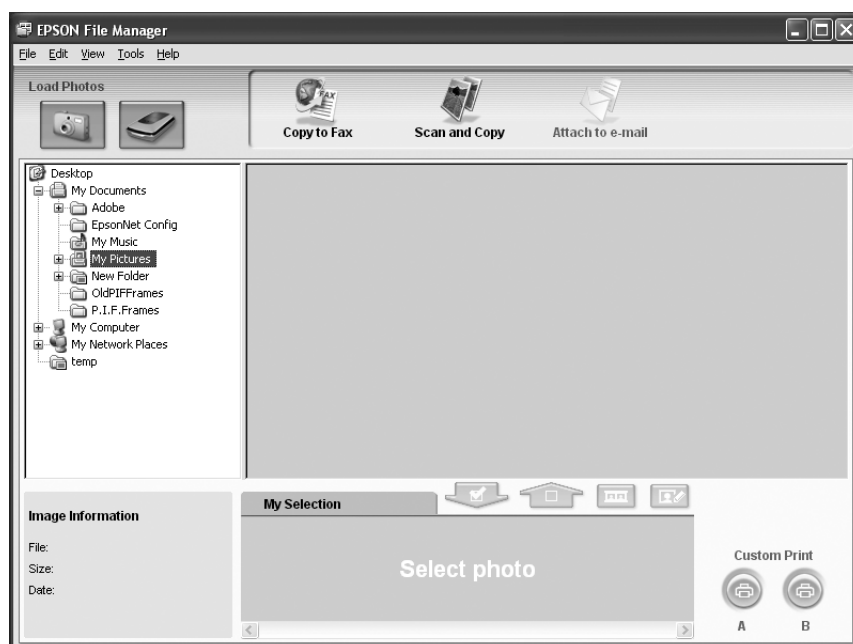 EPSON File Manager
File Edit View Tools Help
Load Photos
FAX
Copy to Fax Scan and Copy Attach to e-mail
Desktop
My Documents
Adobe
EpsonNet Config
My Music
My Pictures
New Folder
OldPIFFrames
P.I.F.Frames
My Computer
My Network Places
temp
My Selection
Image Information
File:
Size:
Date:
Select photo
Custom Print
A B